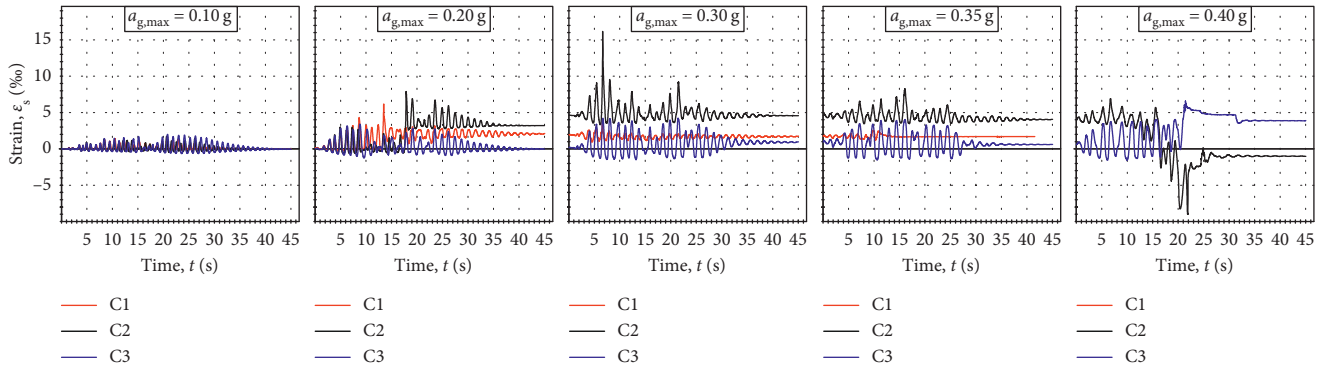 a_g,max = 0.10 g
a_g,max = 0.20 g
a_g,max = 0.30 g
a_g,max = 0.35 g
a_g,max = 0.40 g
Strain, ε_s (‰)
15
10
5
0
−5
5 10 15 20 25 30 35 40 45
5 10 15 20 25 30 35 40 45
5 10 15 20 25 30 35 40 45
5 10 15 20 25 30 35 40 45
5 10 15 20 25 30 35 40 45
Time, t (s)
Time, t (s)
Time, t (s)
Time, t (s)
Time, t (s)
C1
C2
C3
C1
C2
C3
C1
C2
C3
C1
C2
C3
C1
C2
C3